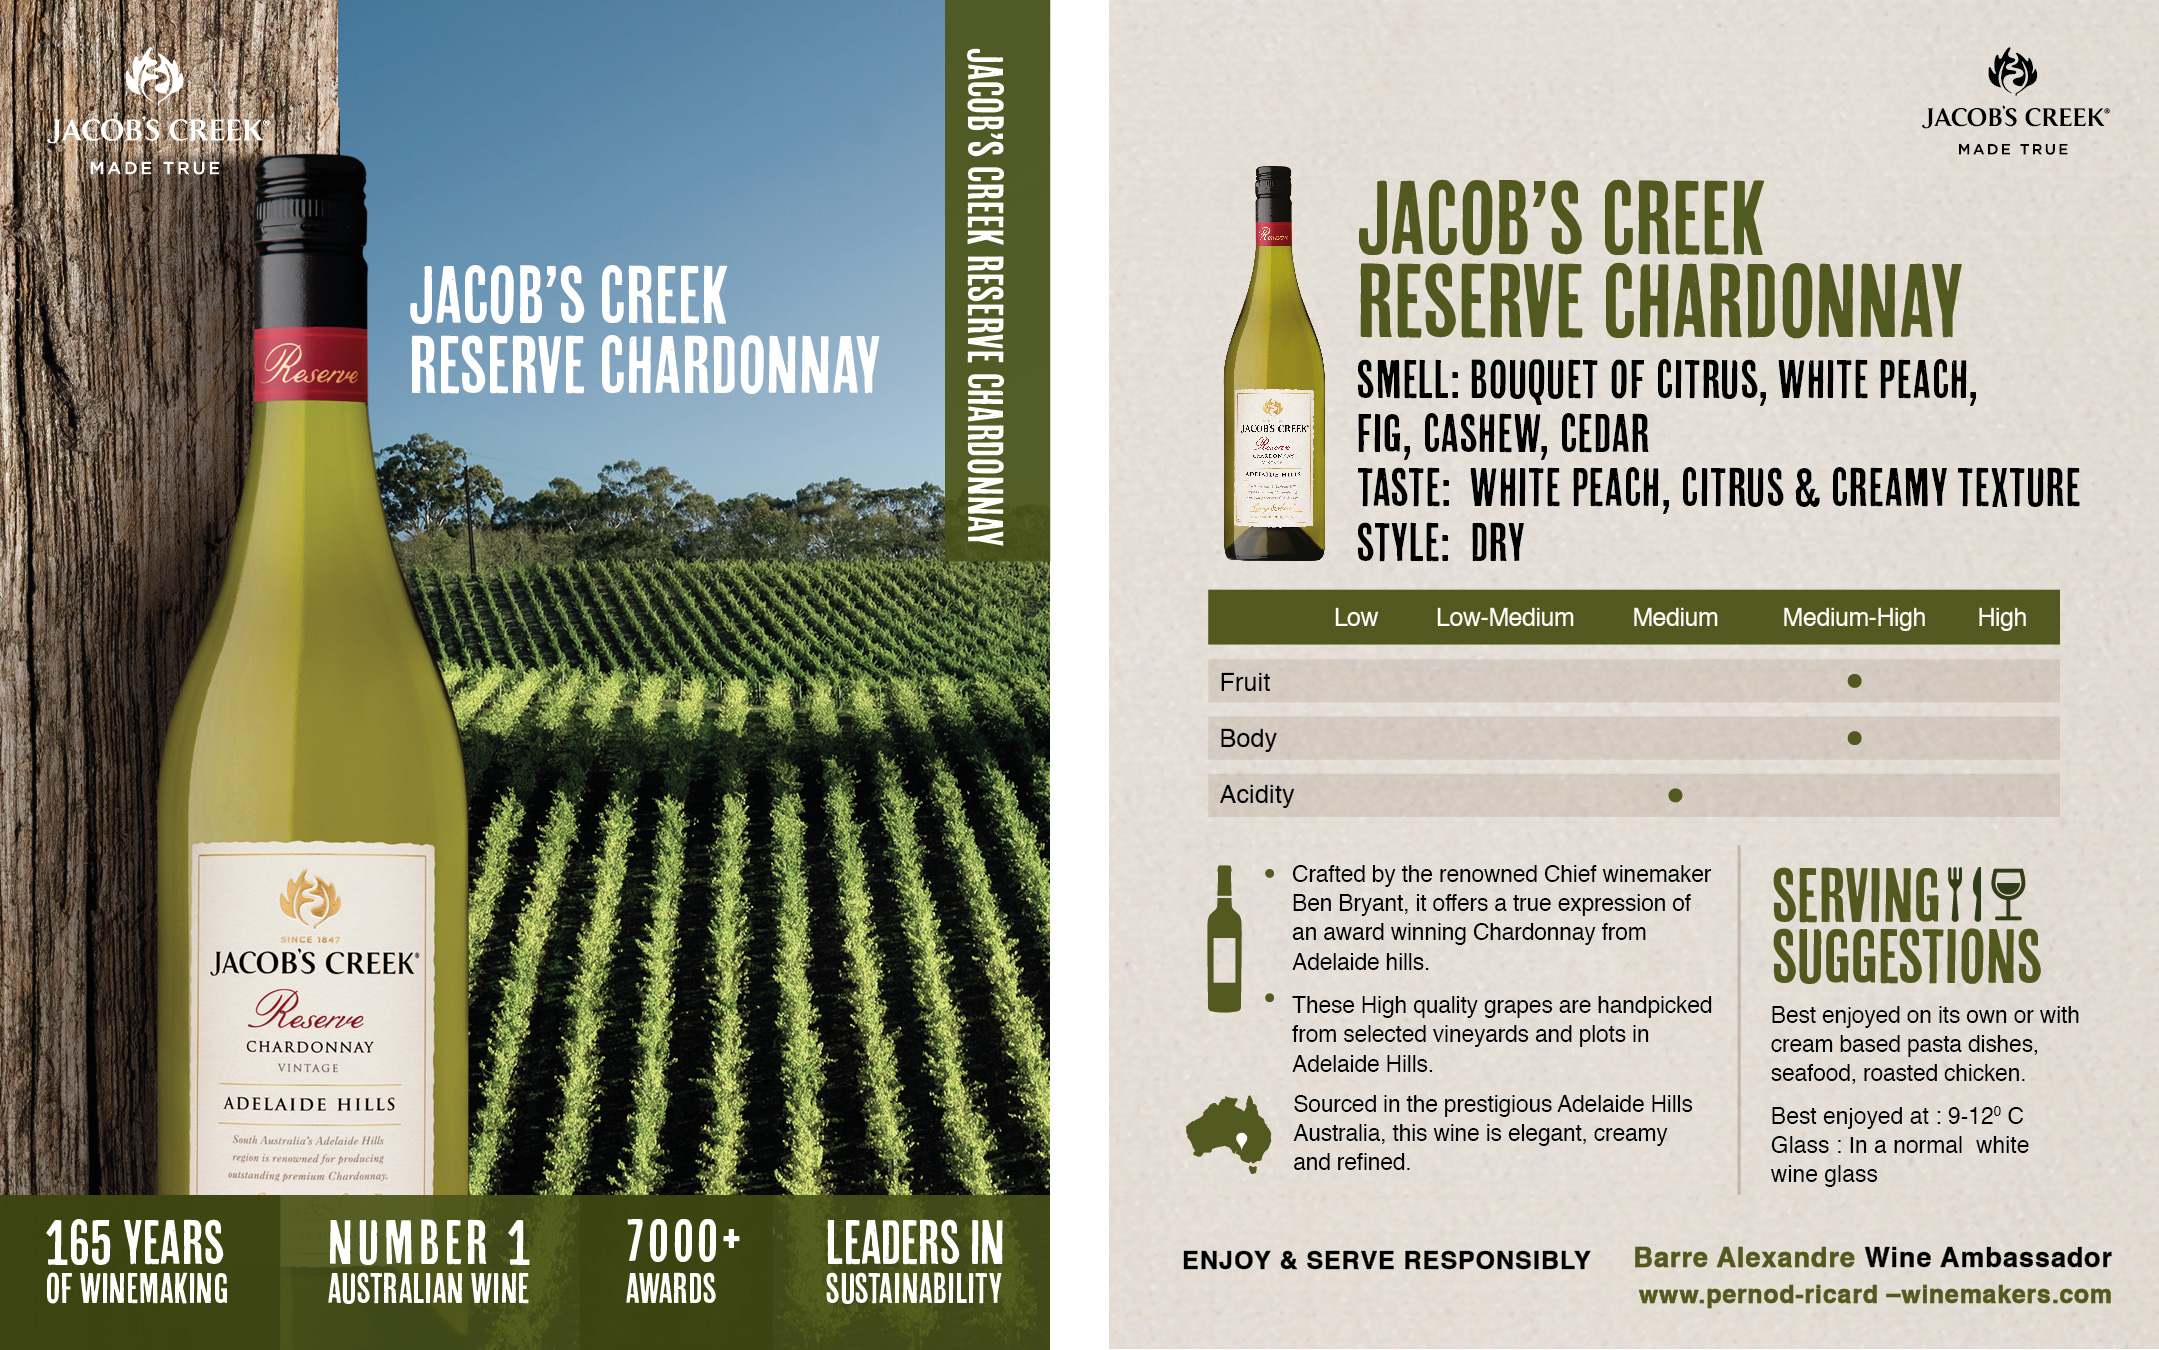 JACOB'S CREEK®
MADE TRUE
JACOB'S CREEK RESERVE CHARDONNAY
JACOB'S CREEK
RESERVE CHARDONNAY
Reserve
SINCE 1847
JACOB'S CREEK®
Reserve
CHARDONNAY
VINTAGE
ADELAIDE HILLS
South Australia's Adelaide Hills
region is renowned for producing
outstanding premium Chardonnay.
165 YEARS
OF WINEMAKING
NUMBER 1
AUSTRALIAN WINE
7000+
AWARDS
LEADERS IN
SUSTAINABILITY
JACOB'S CREEK®
MADE TRUE
JACOB'S CREEK
RESERVE CHARDONNAY
SMELL: BOUQUET OF CITRUS, WHITE PEACH,
FIG, CASHEW, CEDAR
TASTE: WHITE PEACH, CITRUS & CREAMY TEXTURE
STYLE: DRY
Reserve
JACOB'S CREEK
Reserve
CHARDONNAY
VINTAGE
ADELAIDE HILLS
Low Low-Medium Medium Medium-High High
Fruit
Body
Acidity
• Crafted by the renowned Chief winemaker
Ben Bryant, it offers a true expression of
an award winning Chardonnay from
Adelaide hills.
• These High quality grapes are handpicked
from selected vineyards and plots in
Adelaide Hills.
Sourced in the prestigious Adelaide Hills
Australia, this wine is elegant, creamy
and refined.
SERVING
SUGGESTIONS
Best enjoyed on its own or with
cream based pasta dishes,
seafood, roasted chicken.
Best enjoyed at : 9-12⁰ C
Glass : In a normal white
wine glass
ENJOY & SERVE RESPONSIBLY
Barre Alexandre Wine Ambassador
www.pernod-ricard –winemakers.com